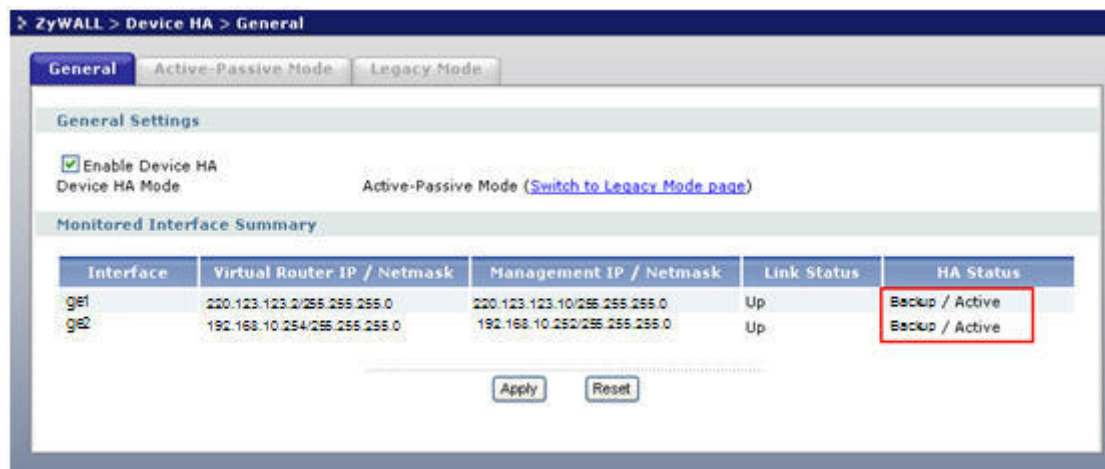 ZyWALL > Device HA > General
General Active-Passive Mode Legacy Mode
General Settings
Enable Device HA
Device HA Mode Active-Passive Mode (Switch to Legacy Mode page)
Monitored Interface Summary
Interface Virtual Router IP / Netmask Management IP / Netmask Link Status HA Status
ge1 220.123.123.2/255.255.255.0 220.123.123.10/255.255.255.0 Up Backup / Active
ge2 192.168.10.254/255.255.255.0 192.168.10.252/255.255.255.0 Up Backup / Active
Apply Reset